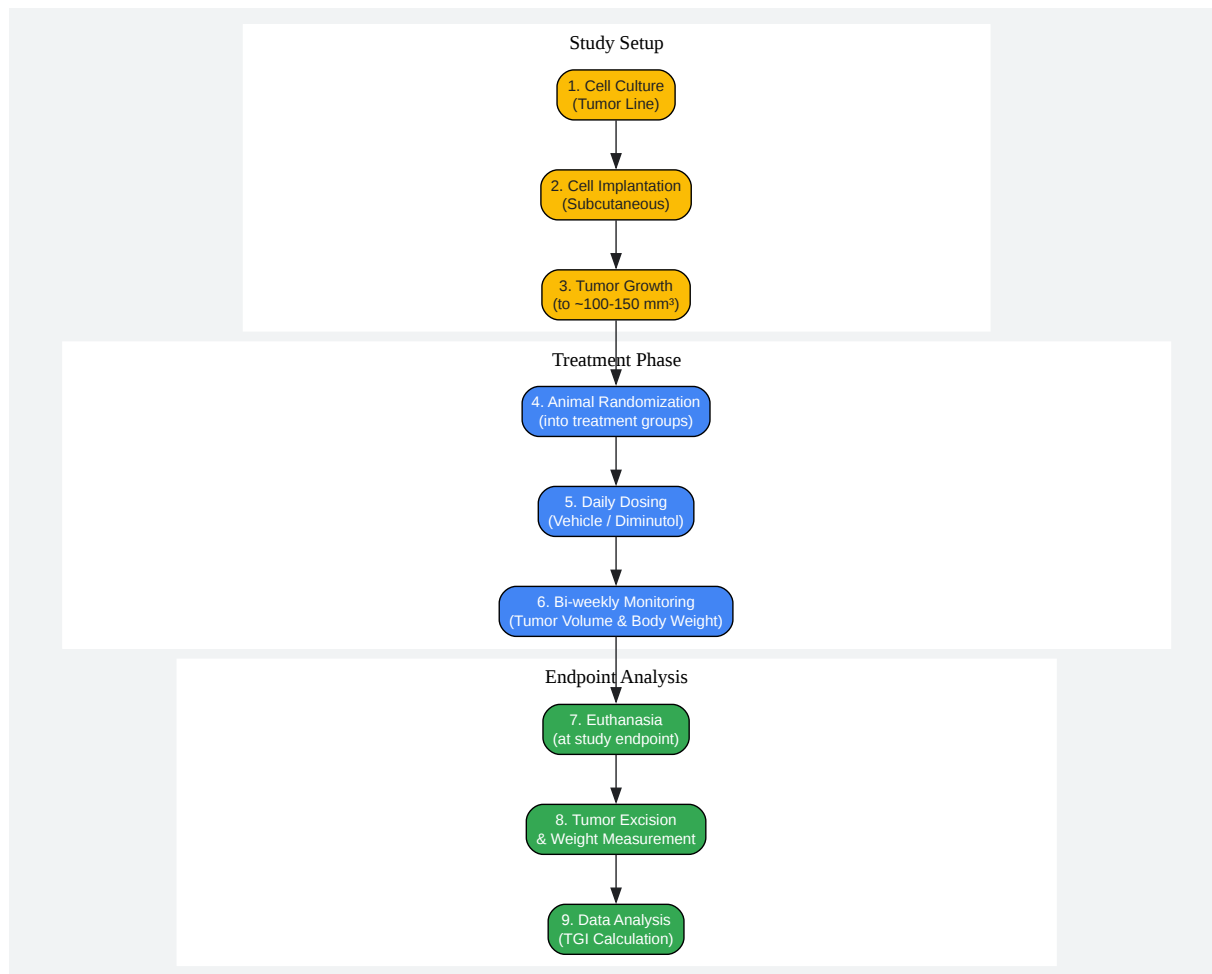 Study Setup
1. Cell Culture
(Tumor Line)
2. Cell Implantation
(Subcutaneous)
3. Tumor Growth
(to ~100-150 mm³)
Treatment Phase
4. Animal Randomization
(into treatment groups)
5. Daily Dosing
(Vehicle / Diminutol)
6. Bi-weekly Monitoring
(Tumor Volume & Body Weight)
Endpoint Analysis
7. Euthanasia
(at study endpoint)
8. Tumor Excision
& Weight Measurement
9. Data Analysis
(TGI Calculation)